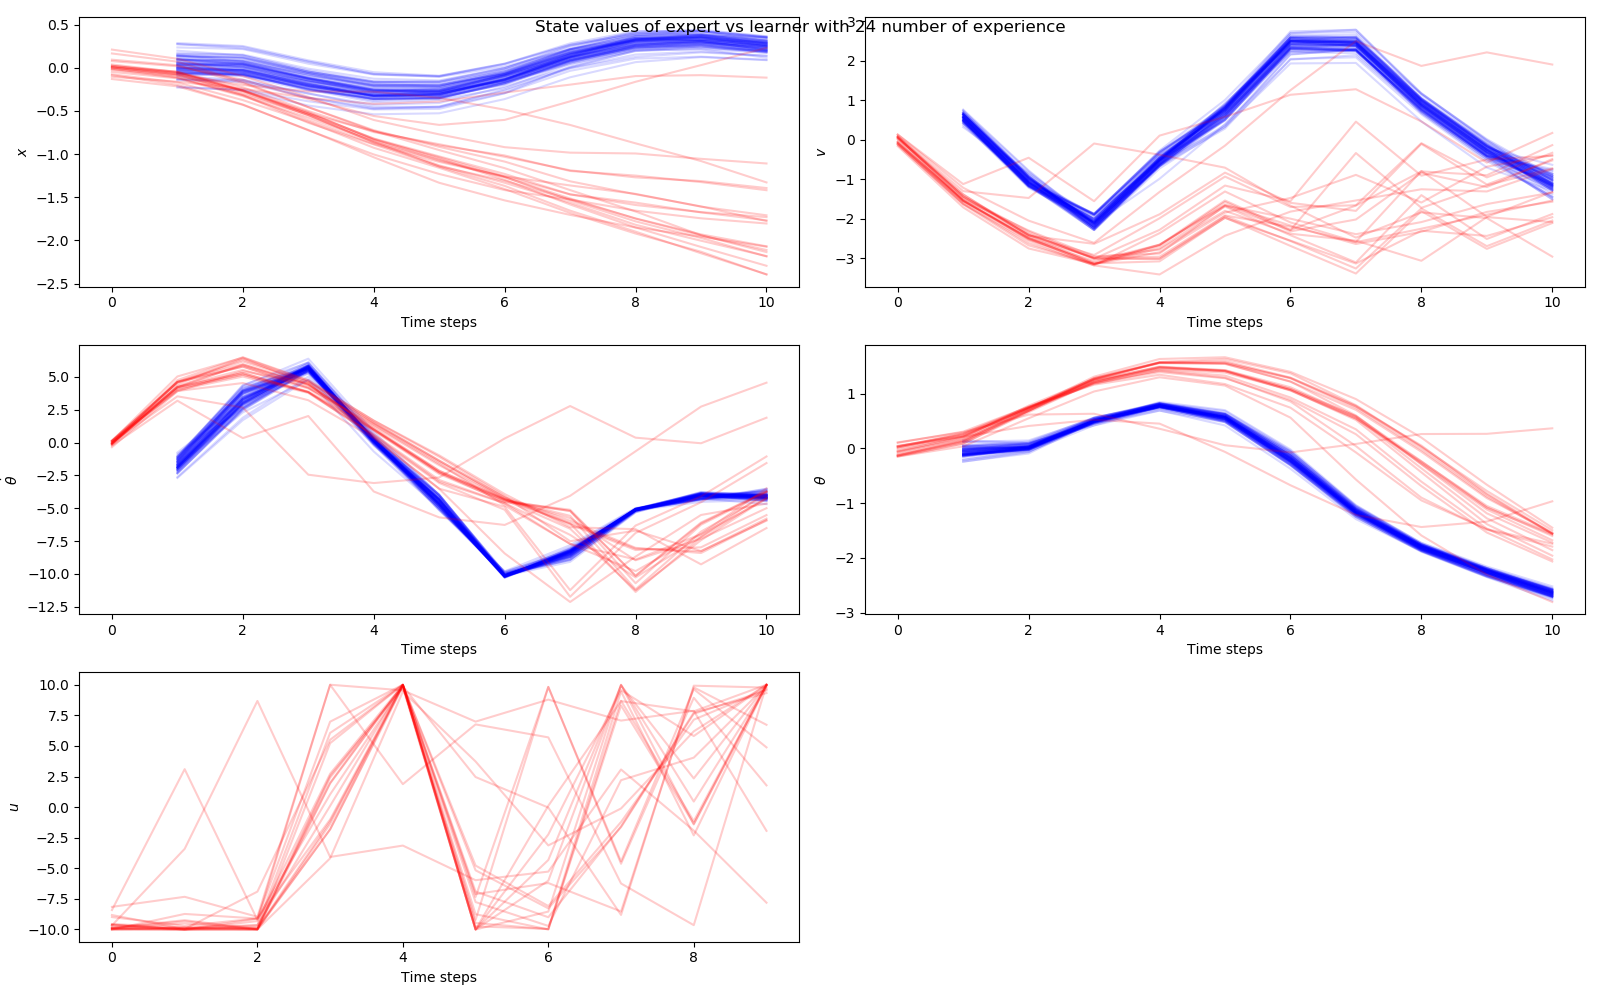 State values of expert vs learner with 24 number of experience
0.5
0.0
−0.5
−1.0
−1.5
−2.0
−2.5
x
0 2 4 6 8 10
Time steps
3
2
1
0
−1
−2
−3
v
0 2 4 6 8 10
Time steps
5.0
2.5
0.0
−2.5
−5.0
−7.5
−10.0
−12.5
θ̇
0 2 4 6 8 10
Time steps
1
0
−1
−2
−3
θ
0 2 4 6 8 10
Time steps
10.0
7.5
5.0
2.5
0.0
−2.5
−5.0
−7.5
−10.0
u
0 2 4 6 8
Time steps